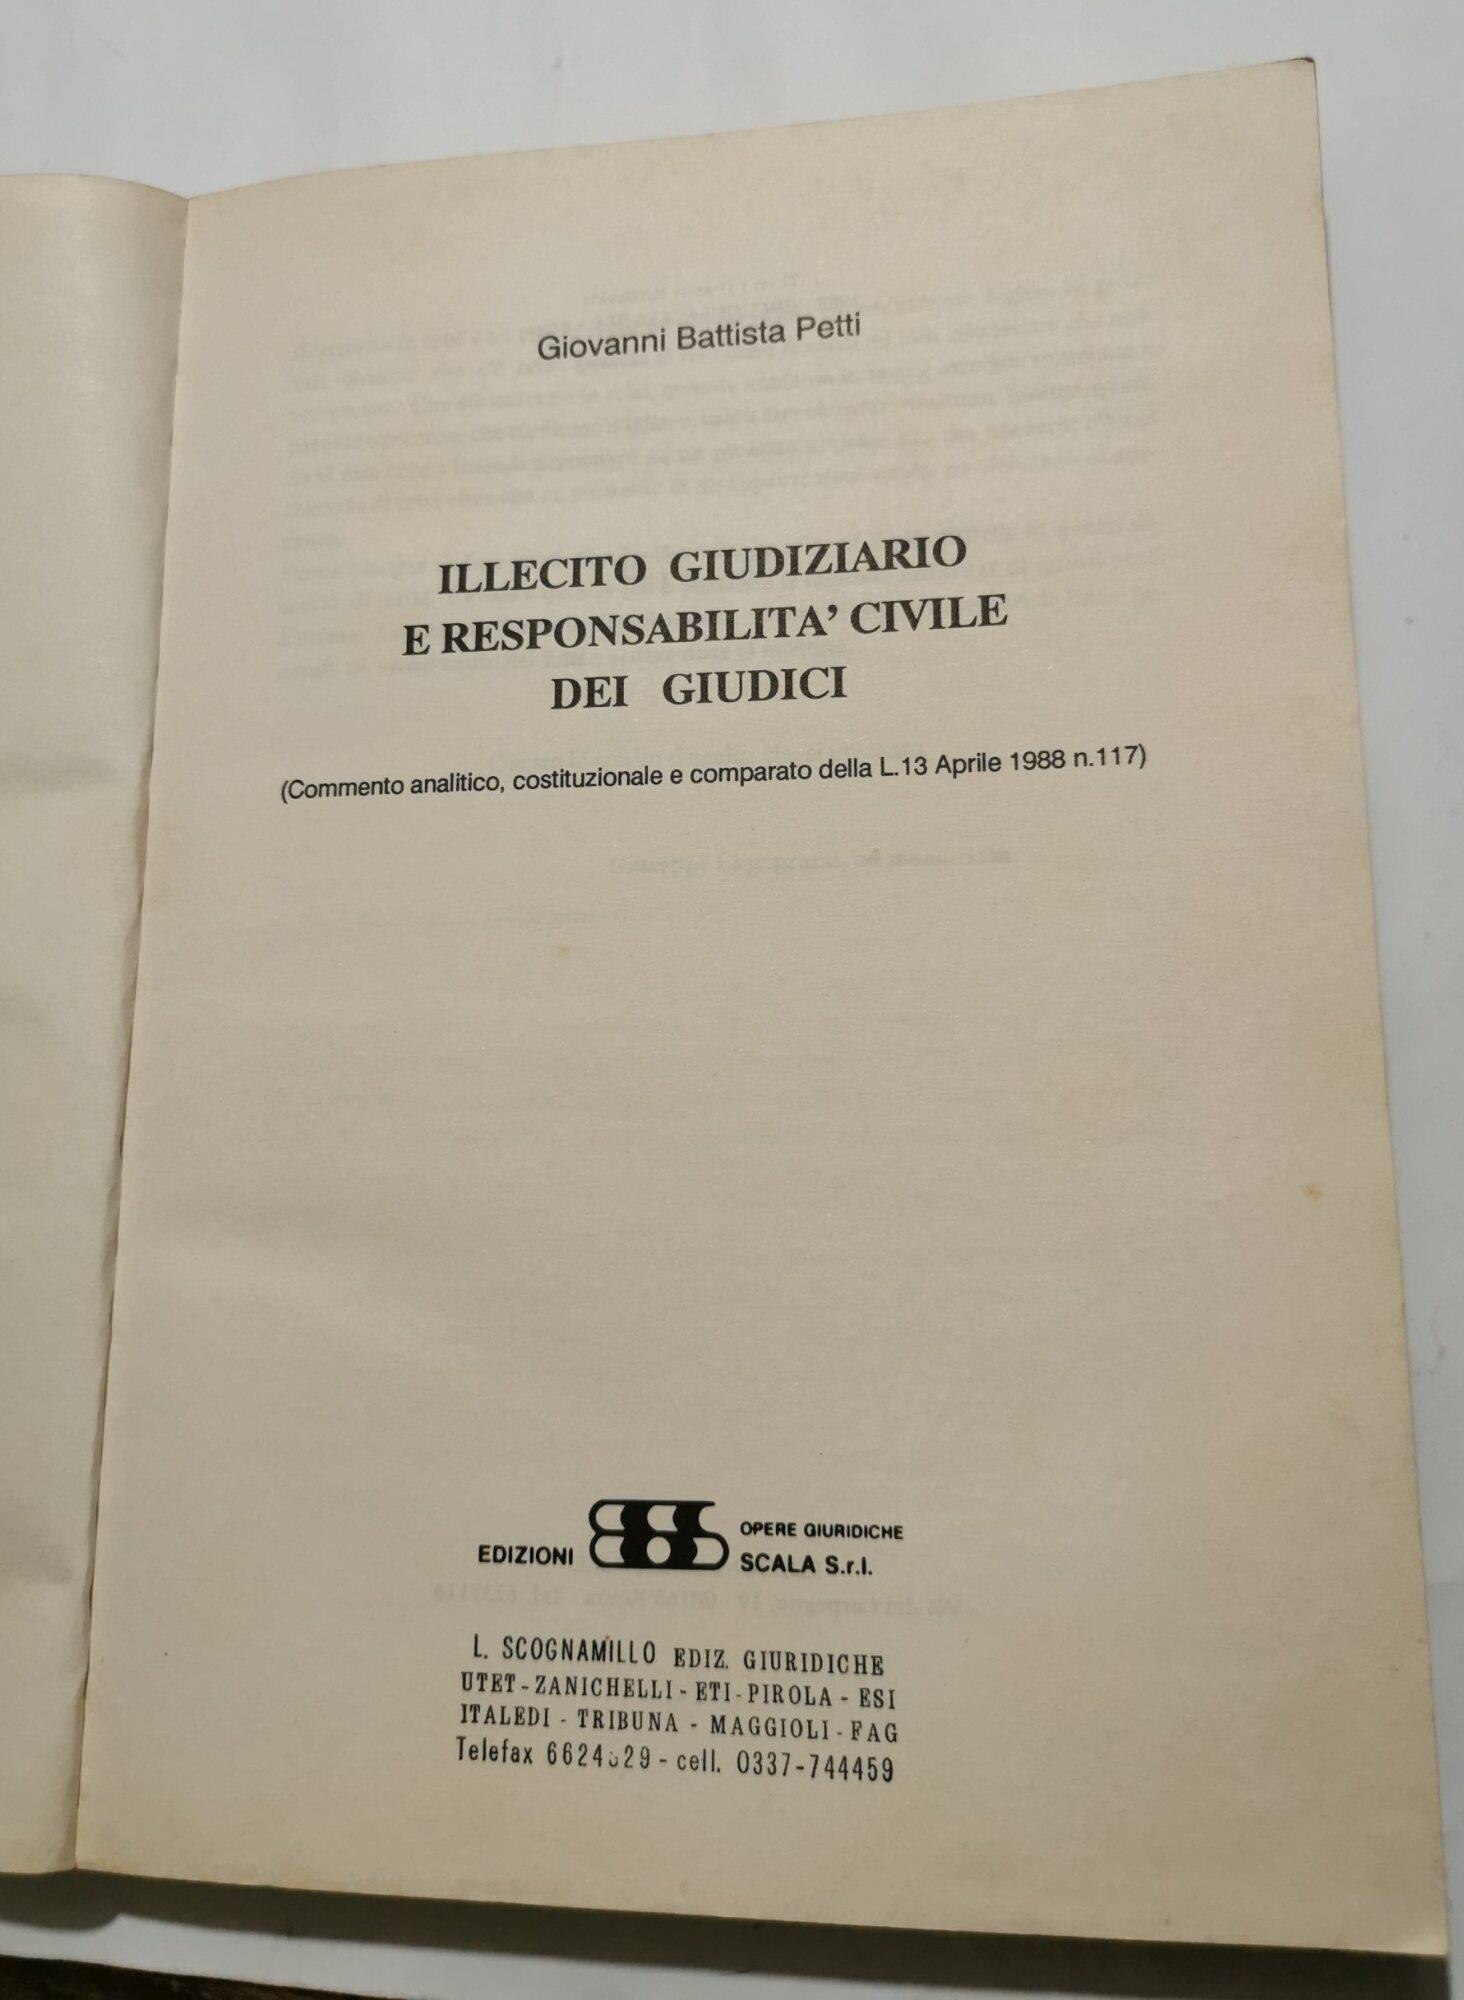 Giovanni Battista Petti
ILLECITO GIUDIZIARIO
E RESPONSABILITA' CIVILE
DEI GIUDICI
(Commento analitico, costituzionale e comparato della L.13 Aprile 1988 n.117)
EDIZIONI
OPERE GIURIDICHE
SCALA S.r.l.
L. SCOGNAMILLO EDIZ. GIURIDICHE
UTET-ZANICHELLI-ETI-PIROLA-ESI
ITALEDI - TRIBUNA - MAGGIOLI-FAG
Telefax - cell. 0337-744459